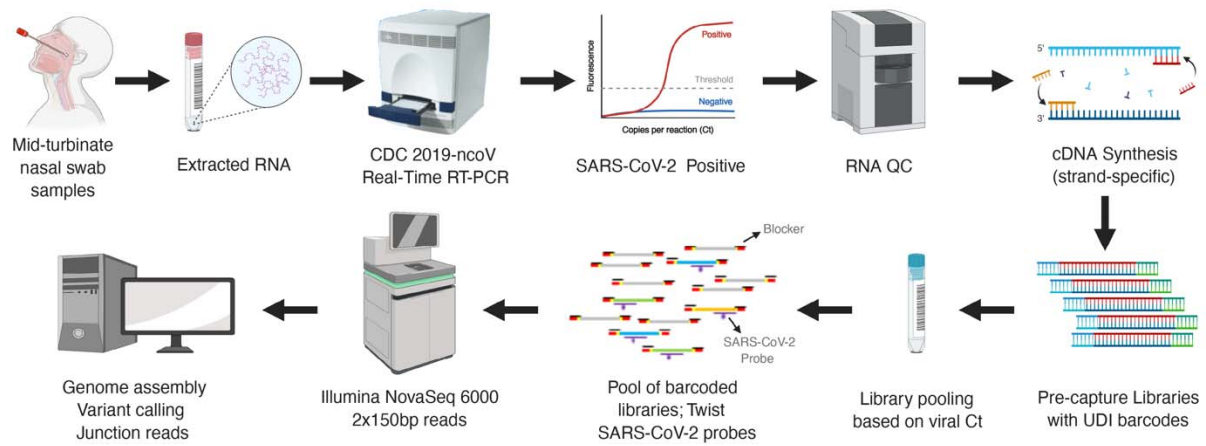 Mid-turbinate
nasal swab
samples
Extracted RNA
CDC 2019-ncoV
Real-Time RT-PCR
Fluorescence
Positive
Threshold
Negative
Copies per reaction (Ct)
SARS-CoV-2 Positive
RNA QC
5'
3'
cDNA Synthesis
(strand-specific)
Genome assembly
Variant calling
Junction reads
Illumina NovaSeq 6000
2x150bp reads
Blocker
SARS-CoV-2
Probe
Pool of barcoded
libraries; Twist
SARS-CoV-2 probes
Library pooling
based on viral Ct
Pre-capture Libraries
with UDI barcodes